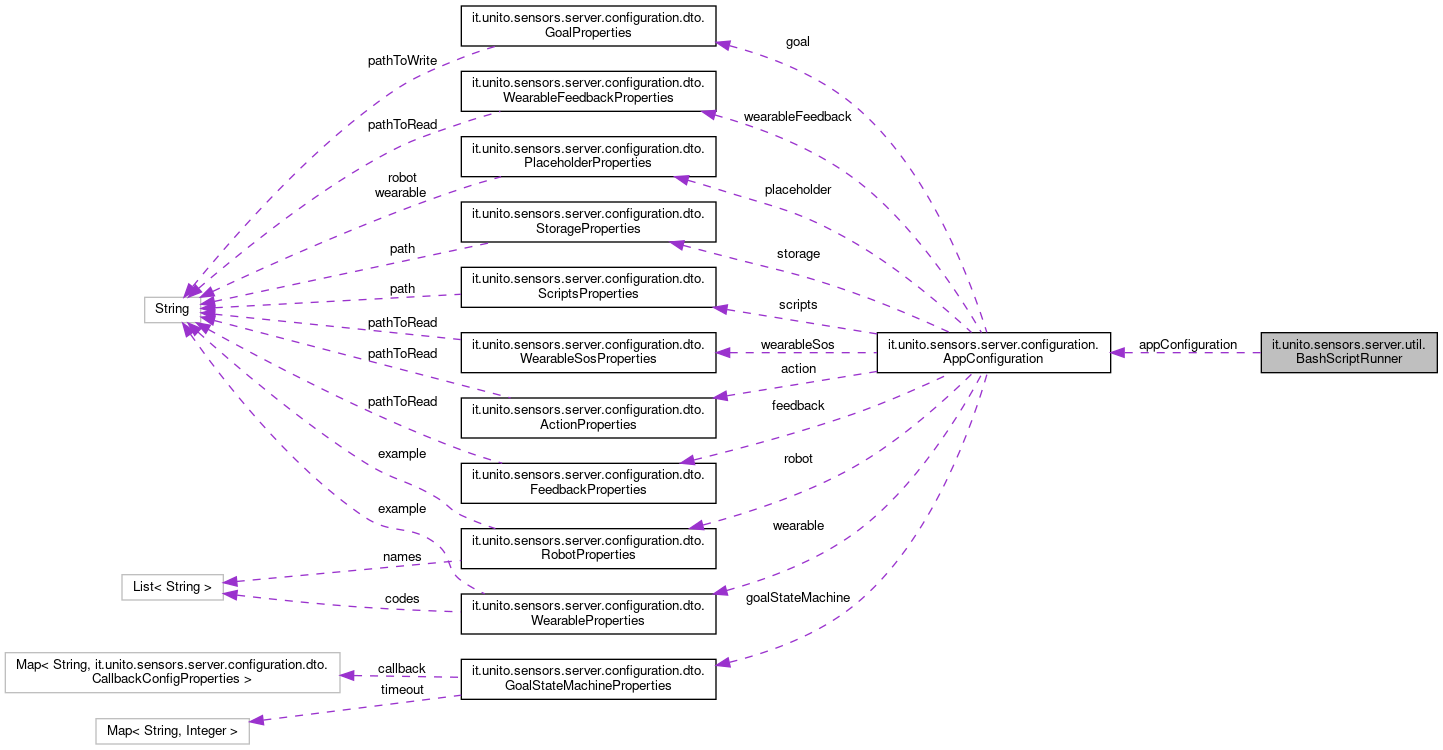 it.unito.sensors.server.configuration.dto.
GoalProperties
goal
pathToWrite
it.unito.sensors.server.configuration.dto.
WearableFeedbackProperties
wearableFeedback
pathToRead
it.unito.sensors.server.configuration.dto.
PlaceholderProperties
placeholder
robot
wearable
it.unito.sensors.server.configuration.dto.
StorageProperties
storage
path
it.unito.sensors.server.configuration.dto.
ScriptsProperties
scripts
path
String
it.unito.sensors.server.configuration.dto.
WearableSosProperties
wearableSos
pathToRead
it.unito.sensors.server.configuration.
AppConfiguration
appConfiguration
it.unito.sensors.server.util.
BashScriptRunner
action
pathToRead
it.unito.sensors.server.configuration.dto.
ActionProperties
feedback
pathToRead
it.unito.sensors.server.configuration.dto.
FeedbackProperties
robot
example
it.unito.sensors.server.configuration.dto.
RobotProperties
wearable
example
names
List< String >
codes
it.unito.sensors.server.configuration.dto.
WearableProperties
goalStateMachine
Map< String, it.unito.sensors.server.configuration.dto.
CallbackConfigProperties >
callback
it.unito.sensors.server.configuration.dto.
GoalStateMachineProperties
timeout
Map< String, Integer >